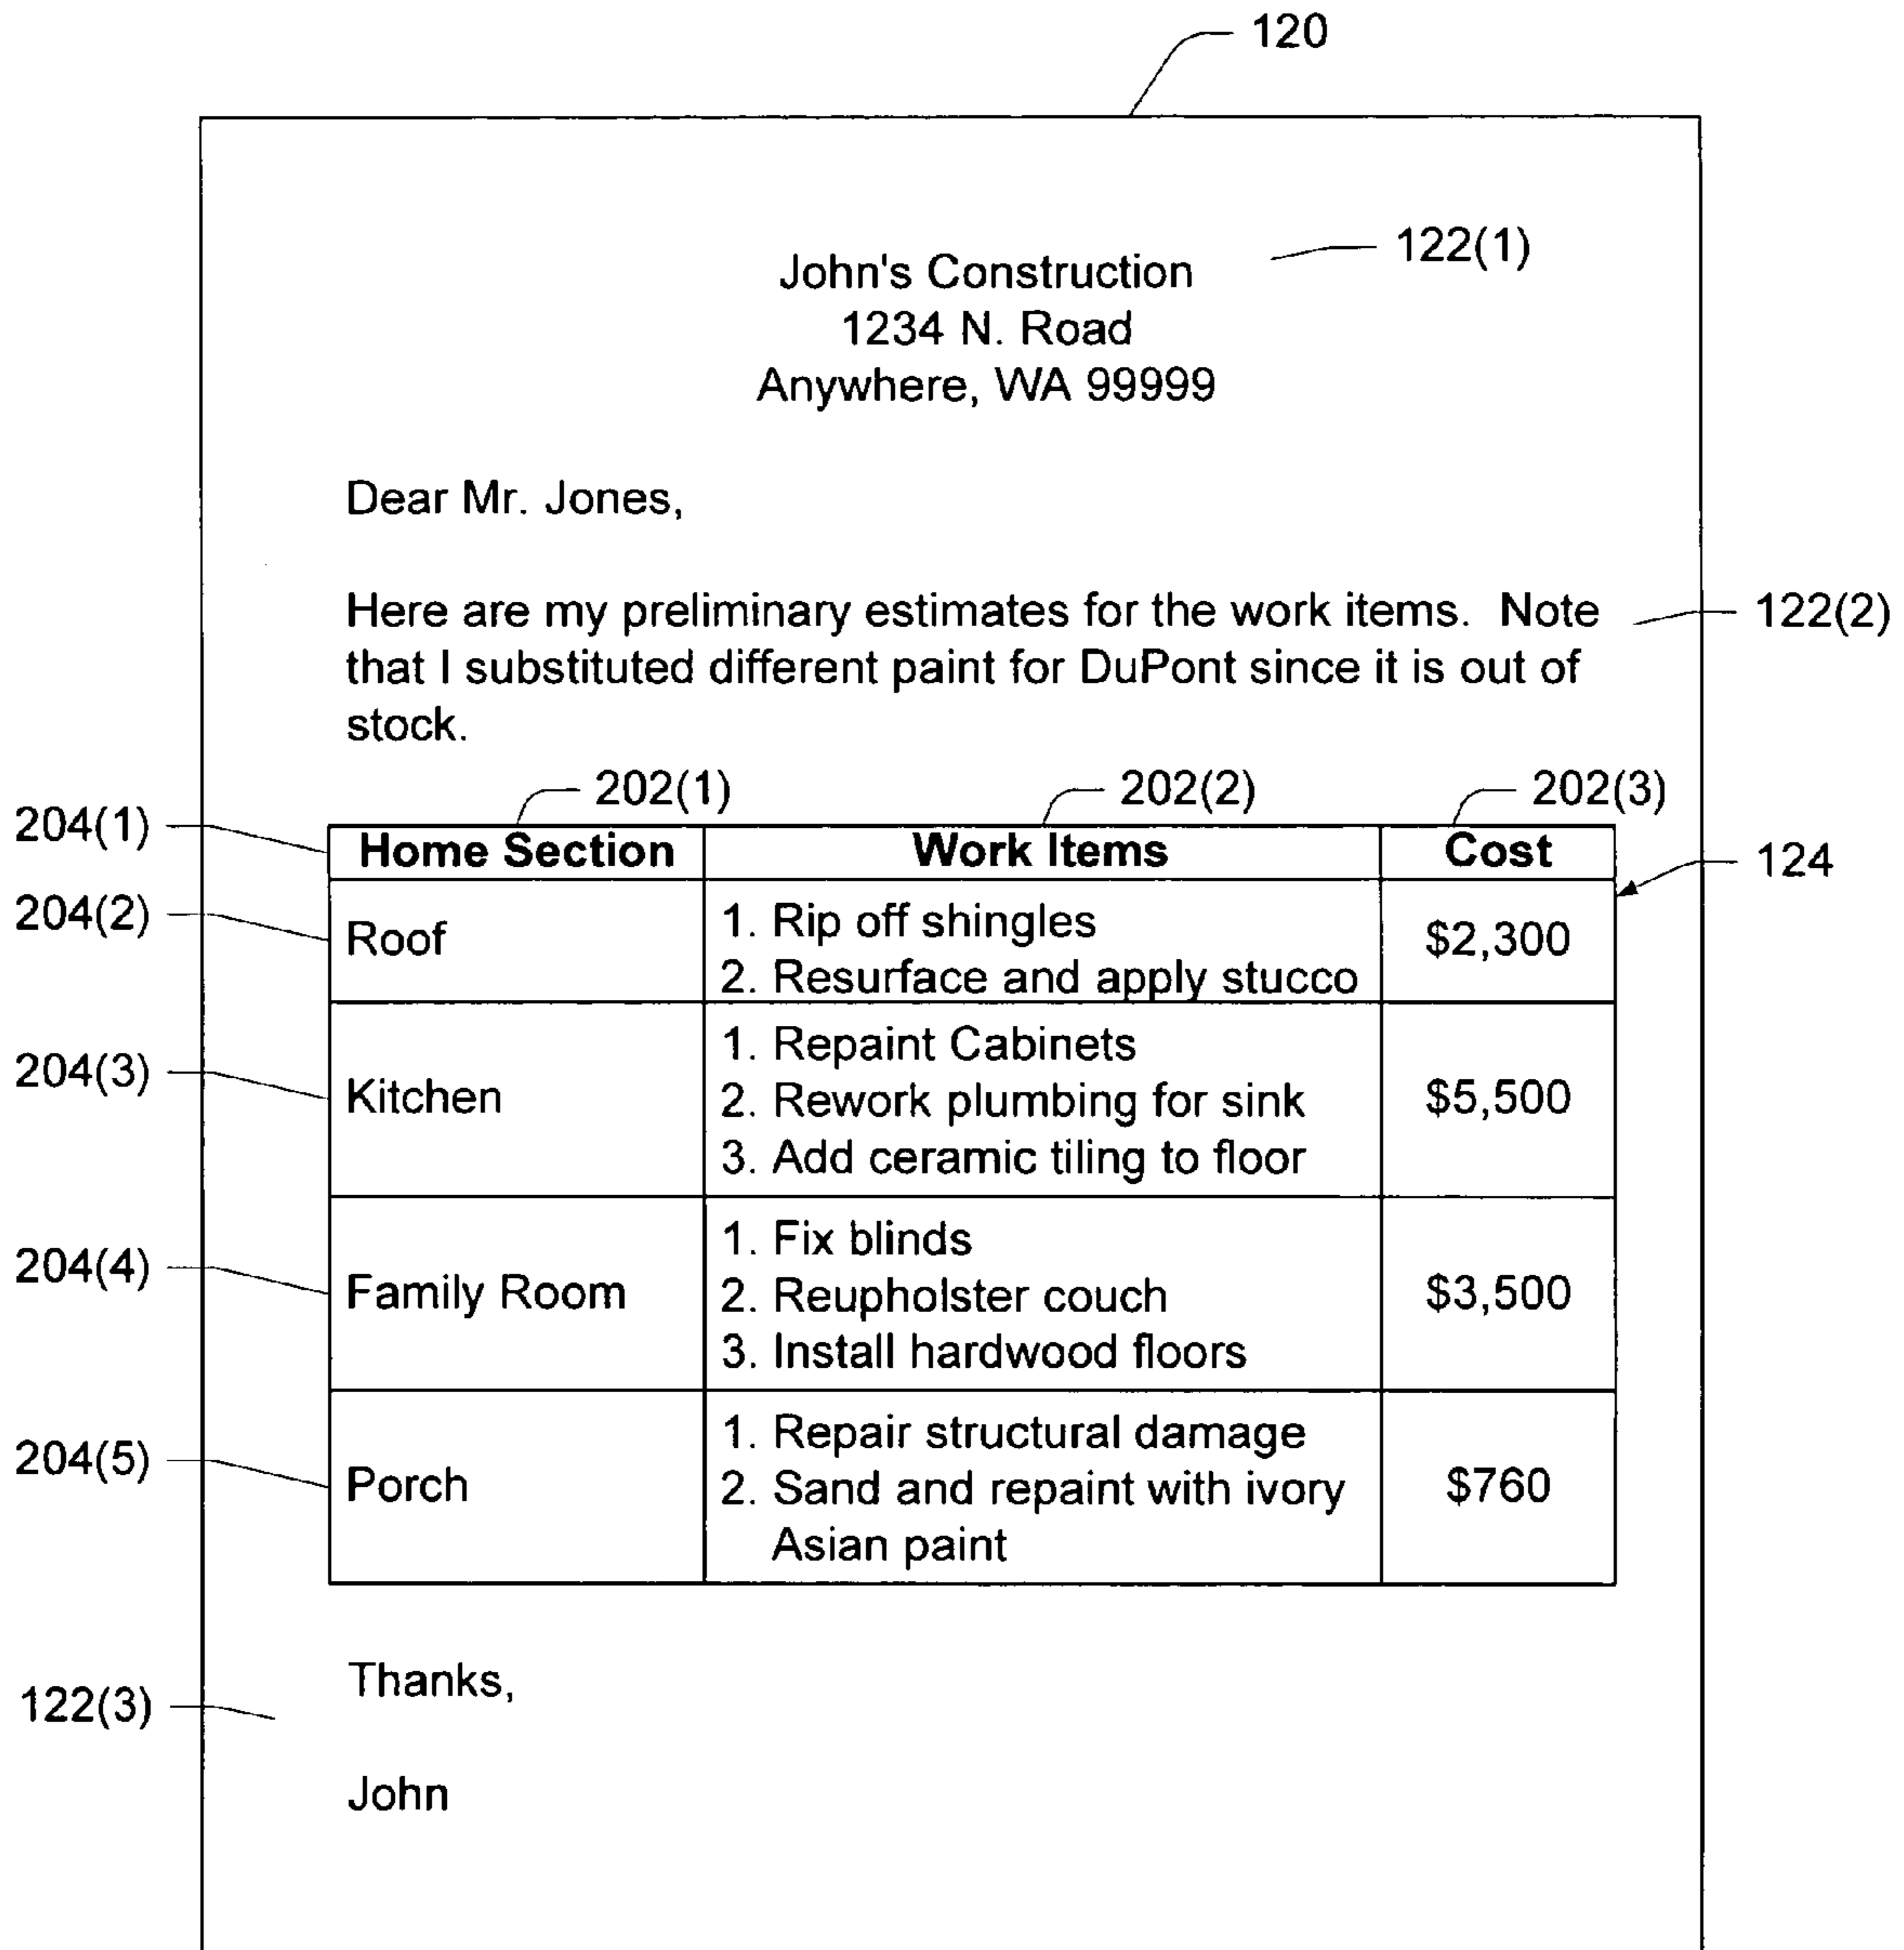 120
John's Construction 122(1)
1234 N. Road
Anywhere, WA 99999
Dear Mr. Jones,
Here are my preliminary estimates for the work items. Note 122(2)
that I substituted different paint for DuPont since it is out of
stock.
202(1) 202(2) 202(3)
204(1) Home Section Work Items Cost
124
204(2) Roof 1. Rip off shingles $2,300
2. Resurface and apply stucco
204(3) Kitchen 1. Repaint Cabinets $5,500
2. Rework plumbing for sink
3. Add ceramic tiling to floor
204(4) Family Room 1. Fix blinds $3,500
2. Reupholster couch
3. Install hardwood floors
204(5) Porch 1. Repair structural damage $760
2. Sand and repaint with ivory
Asian paint
Thanks,
122(3)
John